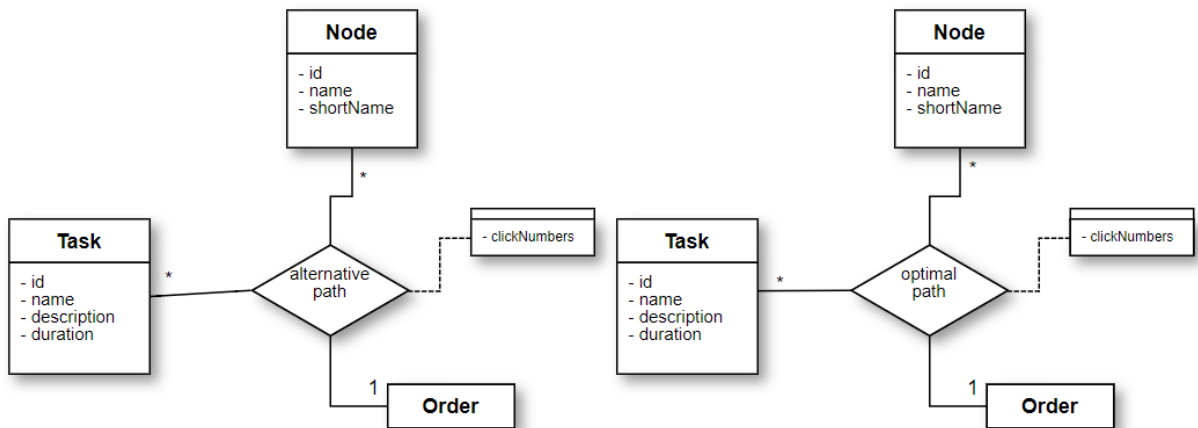 Node
- id
- name
- shortName
*
Task
- id
- name
- description
- duration
*
alternative
path
- clickNumbers
1
Order
Node
- id
- name
- shortName
*
Task
- id
- name
- description
- duration
*
optimal
path
- clickNumbers
1
Order